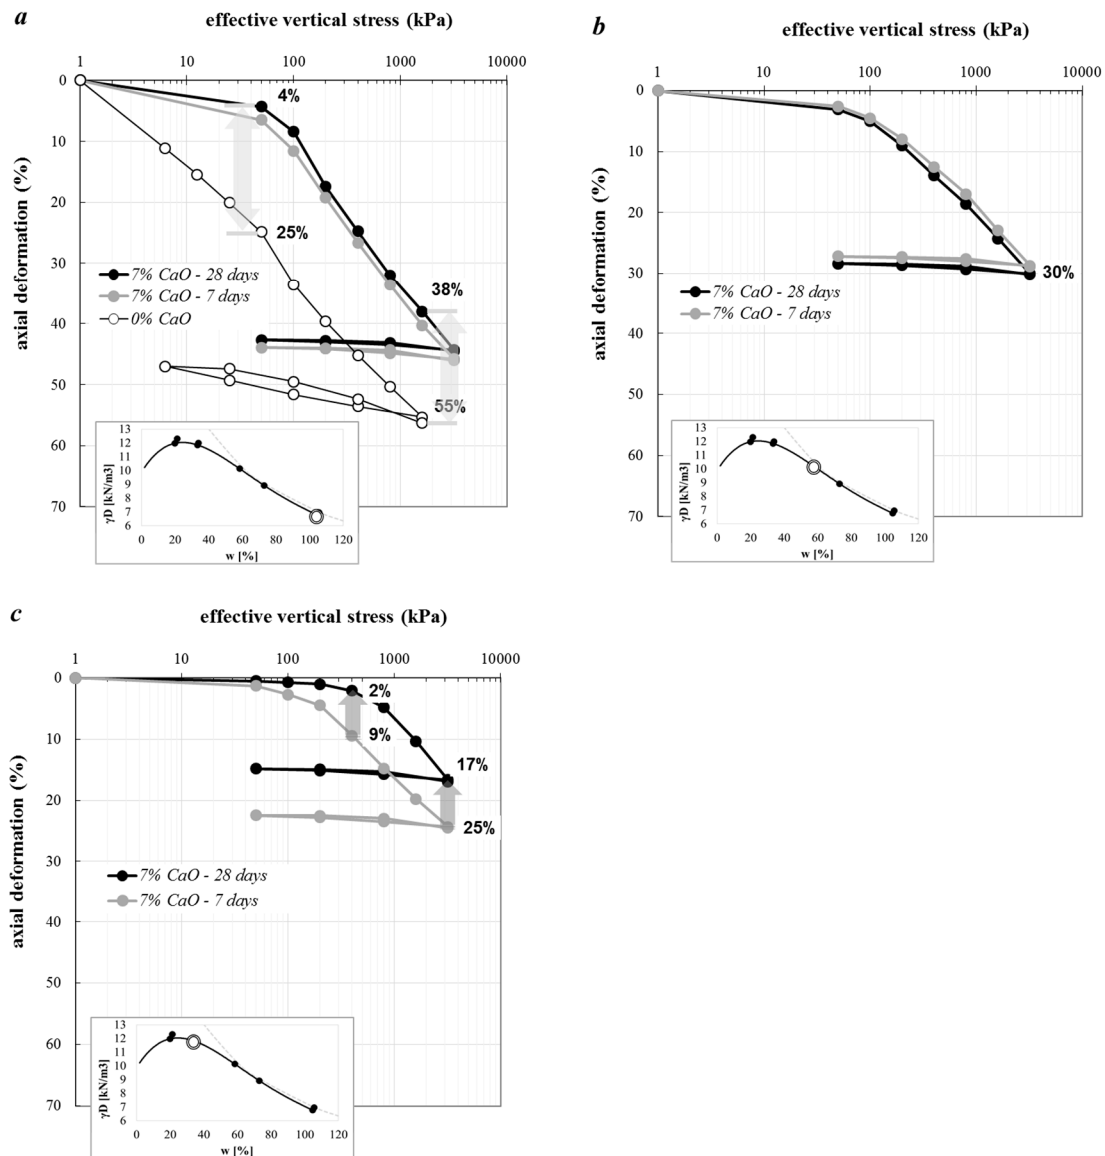 a
effective vertical stress (kPa)
1 10 100 1000 10000
axial deformation (%)
0
10
20
30
40
50
60
70
4%
25%
38%
55%
7% CaO - 28 days
7% CaO - 7 days
0% CaO
γD [kN/m3]
13
12
11
10
9
8
7
6
0 20 40 60 80 100 120
w [%]
b
effective vertical stress (kPa)
1 10 100 1000 10000
axial deformation (%)
0
10
20
30
40
50
60
70
30%
7% CaO - 28 days
7% CaO - 7 days
γD [kN/m3]
13
12
11
10
9
8
7
6
0 20 40 60 80 100 120
w [%]
c
effective vertical stress (kPa)
1 10 100 1000 10000
axial deformation (%)
0
10
20
30
40
50
60
70
2%
9%
17%
25%
7% CaO - 28 days
7% CaO - 7 days
γD [kN/m3]
13
12
11
10
9
8
7
6
0 20 40 60 80 100 120
w [%]